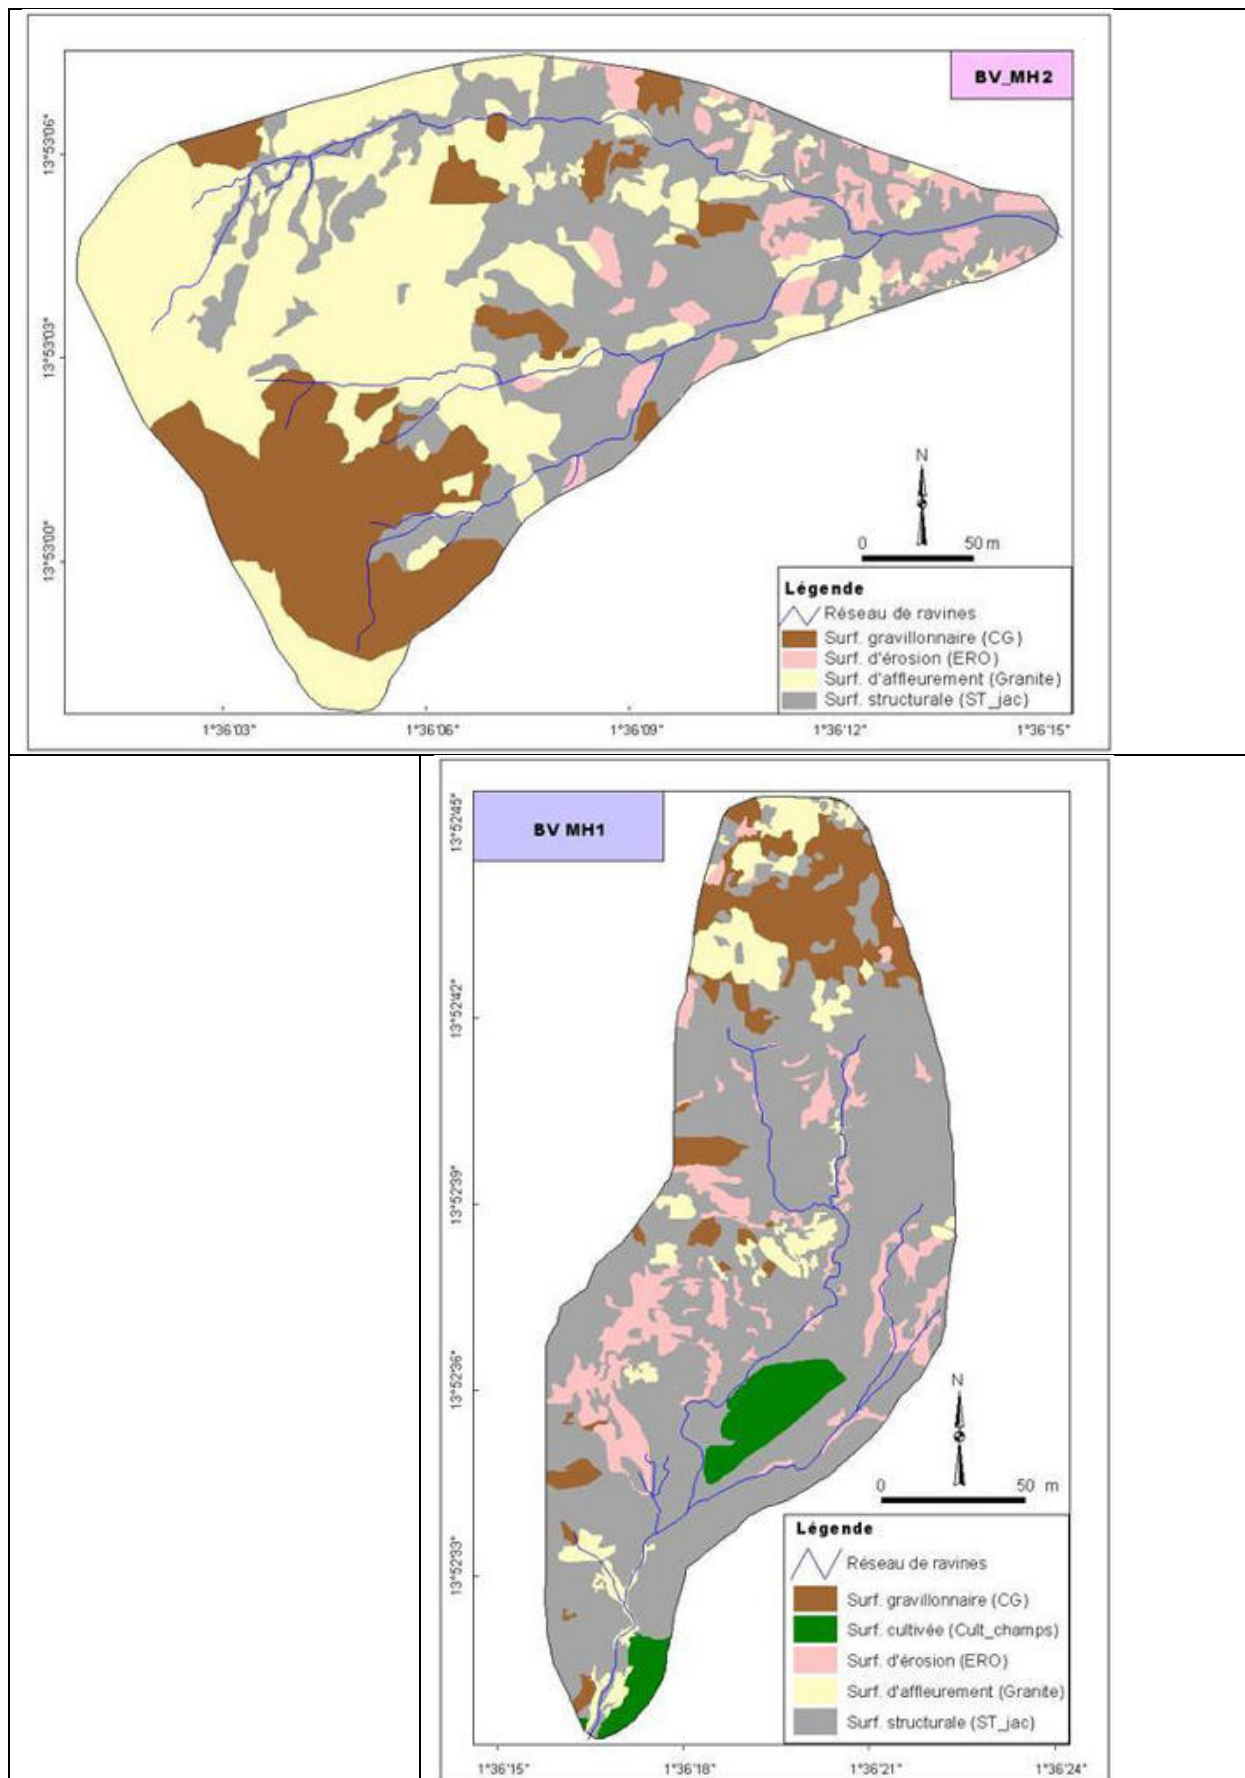 BV_MH2
13°53'06"
13°53'03"
13°53'00"
N
0 50 m
Légende
Réseau de ravines
Surf. gravillonnaire (CG)
Surf. d'érosion (ERO)
Surf. d'affleurement (Granite)
Surf. structurale (ST_jac)
1°36'03" 1°36'06" 1°36'09" 1°36'12" 1°36'15"
BV MH1
13°52'45"
13°52'42"
13°52'39"
13°52'36"
13°52'33"
N
0 50 m
Légende
Réseau de ravines
Surf. gravillonnaire (CG)
Surf. cultivée (Cult_champs)
Surf. d'érosion (ERO)
Surf. d'affleurement (Granite)
Surf. structurale (ST_jac)
1°36'15" 1°36'18" 1°36'21" 1°36'24"